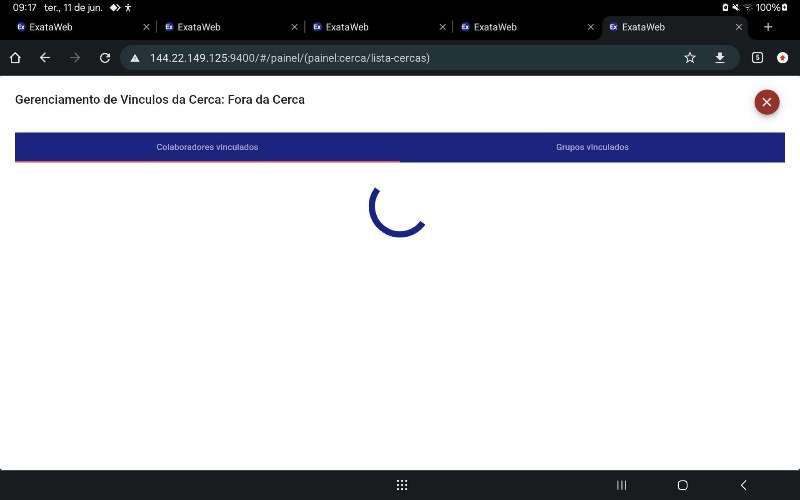 09:17 ter., 11 de jun. 100%
ExataWeb ExataWeb ExataWeb ExataWeb ExataWeb
144.22.149.125:9400/#/painel/(painel:cerca/lista-cercas) 5
Gerenciamento de Vinculos da Cerca: Fora da Cerca
Colaboradores vinculados Grupos vinculados